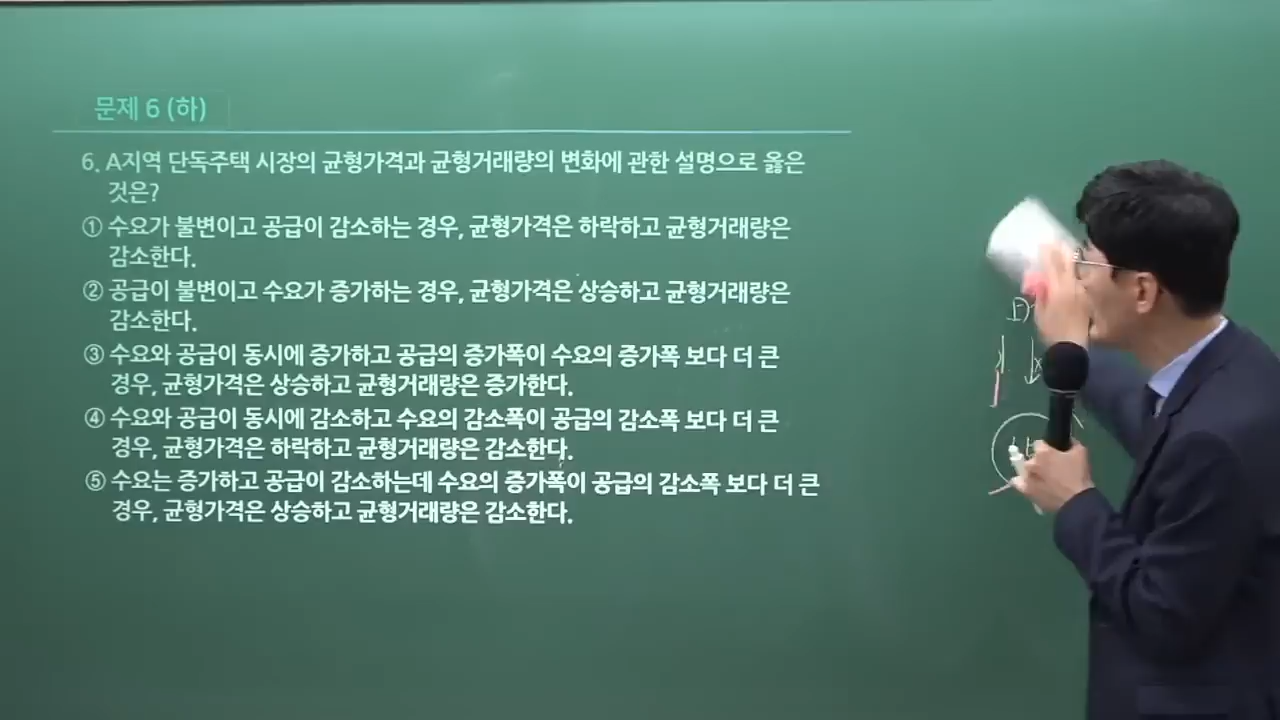 문제 6 (하)
6. A지역 단독주택 시장의 균형가격과 균형거래량의 변화에 관한 설명으로 옳은
것은?
① 수요가 불변이고 공급이 감소하는 경우, 균형가격은 하락하고 균형거래량은
감소한다.
② 공급이 불변이고 수요가 증가하는 경우, 균형가격은 상승하고 균형거래량은
감소한다.
③ 수요와 공급이 동시에 증가하고 공급의 증가폭이 수요의 증가폭 보다 더 큰
경우, 균형가격은 상승하고 균형거래량은 증가한다.
④ 수요와 공급이 동시에 감소하고 수요의 감소폭이 공급의 감소폭 보다 더 큰
경우, 균형가격은 하락하고 균형거래량은 감소한다.
⑤ 수요는 증가하고 공급이 감소하는데 수요의 증가폭이 공급의 감소폭 보다 더 큰
경우, 균형가격은 상승하고 균형거래량은 감소한다.